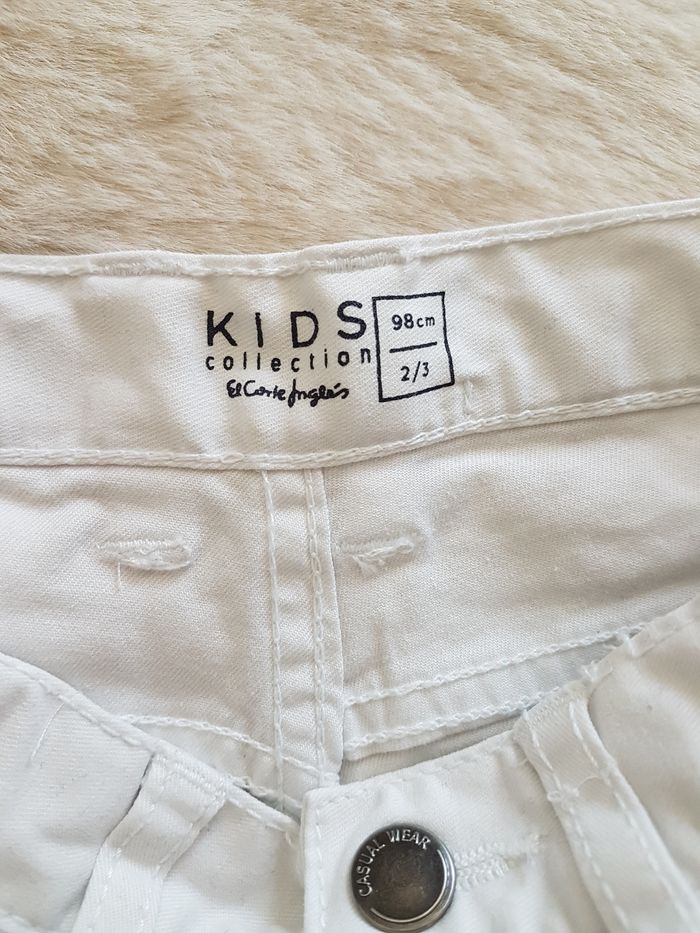 KIDS
collection
El Corte Inglés
98cm
2/3
CASUAL WEAR